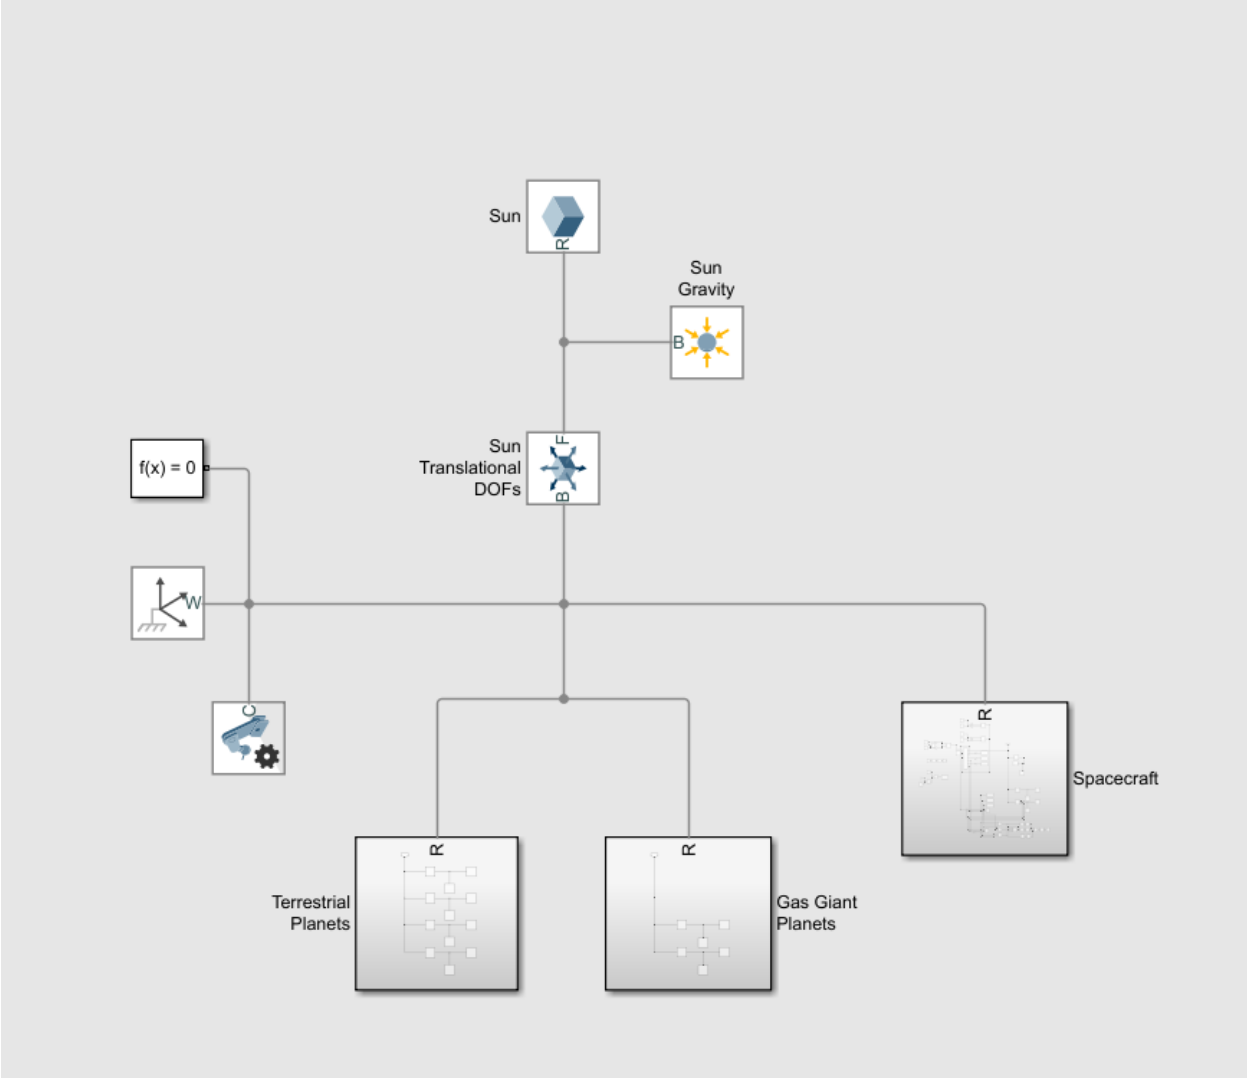 Sun
R
Sun
Gravity
B
F
Sun
Translational
DOFs
B
f(x) = 0
W
C
R
Spacecraft
R
Terrestrial
Planets
R
Gas Giant
Planets